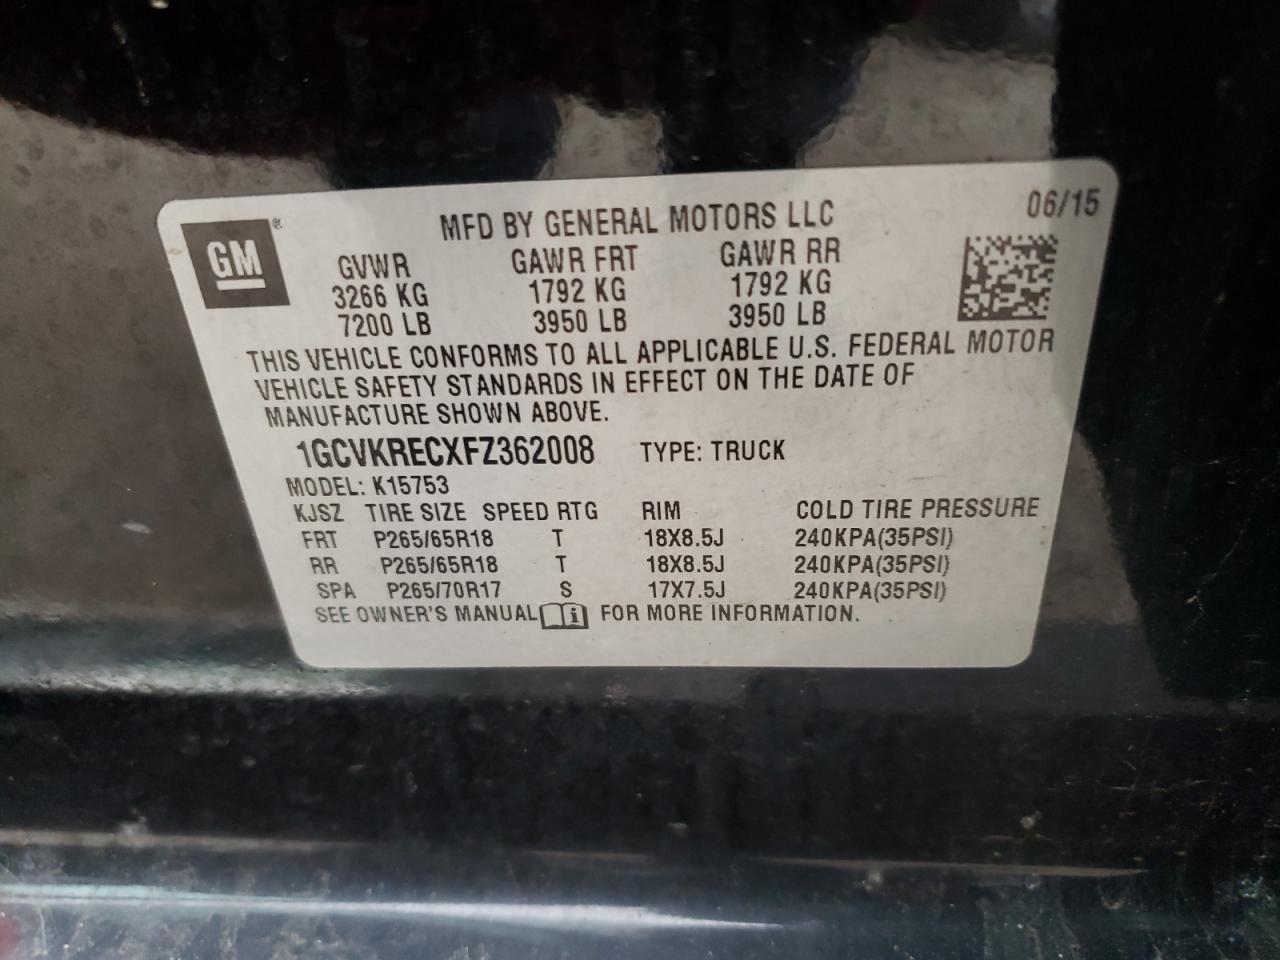 06/15
GM®
MFD BY GENERAL MOTORS LLC
GVWR GAWR FRT GAWR RR
3266 KG 1792 KG 1792 KG
7200 LB 3950 LB 3950 LB
THIS VEHICLE CONFORMS TO ALL APPLICABLE U.S. FEDERAL MOTOR
VEHICLE SAFETY STANDARDS IN EFFECT ON THE DATE OF
MANUFACTURE SHOWN ABOVE.
1GCVKRECXFZ362008 TYPE: TRUCK
MODEL: K15753
KJSZ TIRE SIZE SPEED RTG RIM COLD TIRE PRESSURE
FRT P265/65R18 T 18X8.5J 240KPA(35PSI)
RR P265/65R18 T 18X8.5J 240KPA(35PSI)
SPA P265/70R17 S 17X7.5J 240KPA(35PSI)
SEE OWNER'S MANUAL i FOR MORE INFORMATION.